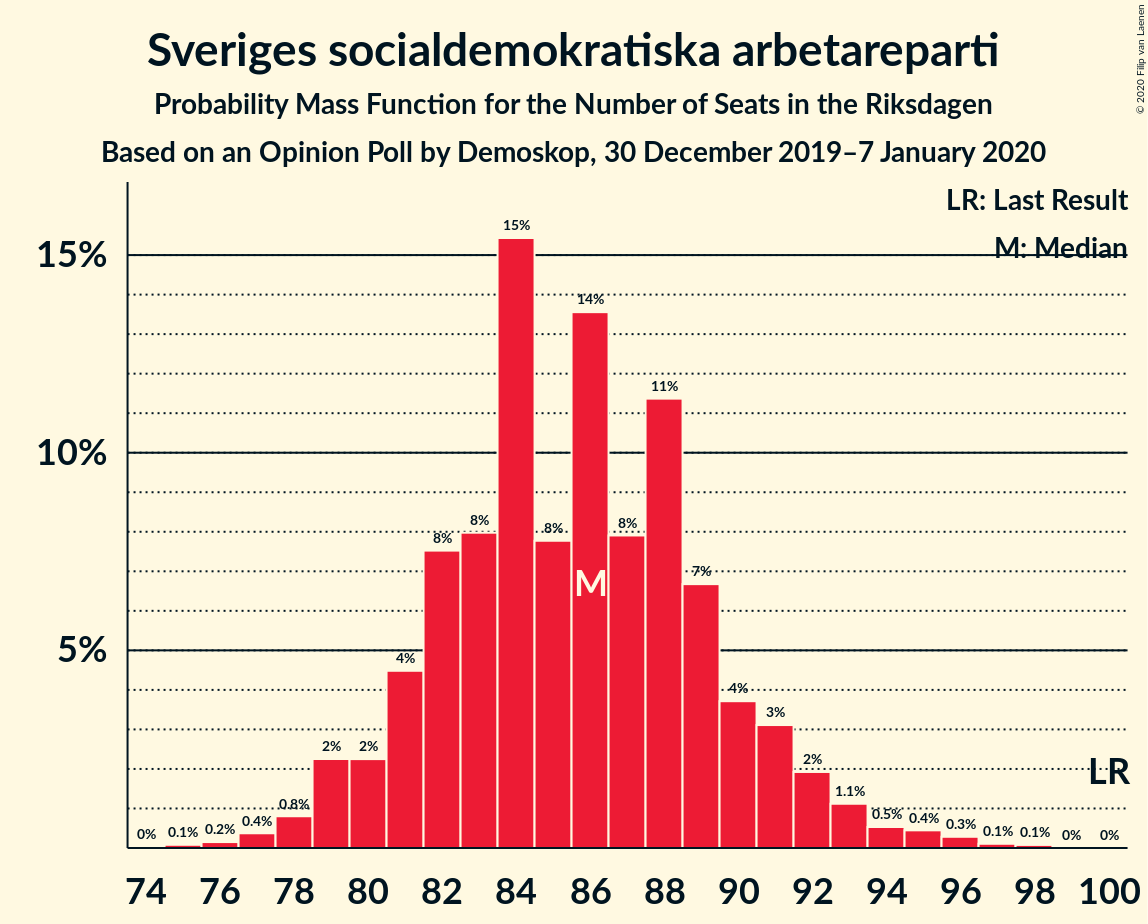 Sveriges socialdemokratiska arbetareparti
Probability Mass Function for the Number of Seats in the Riksdagen
Based on an Opinion Poll by Demoskop, 30 December 2019–7 January 2020
© 2020 Filip van Laenen
LR: Last Result
M: Median
15%
10%
5%
0% 0.1% 0.2% 0.4% 0.8% 2% 2% 4% 8% 8% 15% 8% 14% 8% 11% 7% 4% 3% 2% 1.1% 0.5% 0.4% 0.3% 0.1% 0.1% 0% 0%
M
LR
74 76 78 80 82 84 86 88 90 92 94 96 98 100